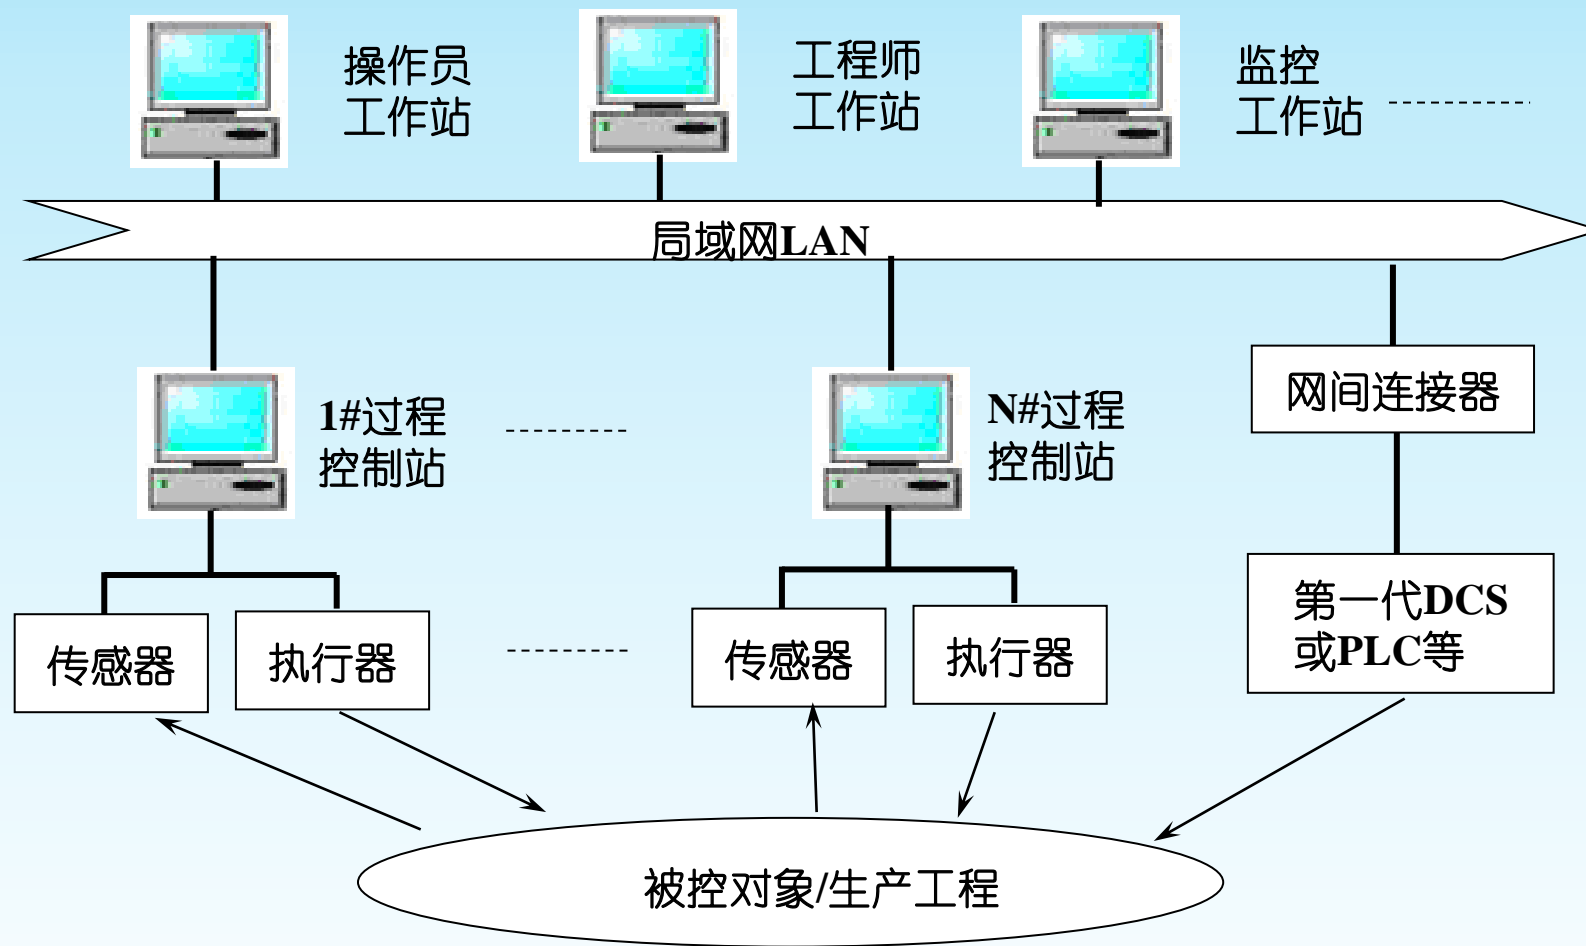 操作员
工作站
工程师
工作站
监控
工作站
局域网LAN
1#过程
控制站
N#过程
控制站
网间连接器
传感器
执行器
传感器
执行器
第一代DCS
或PLC等
被控对象/生产工程